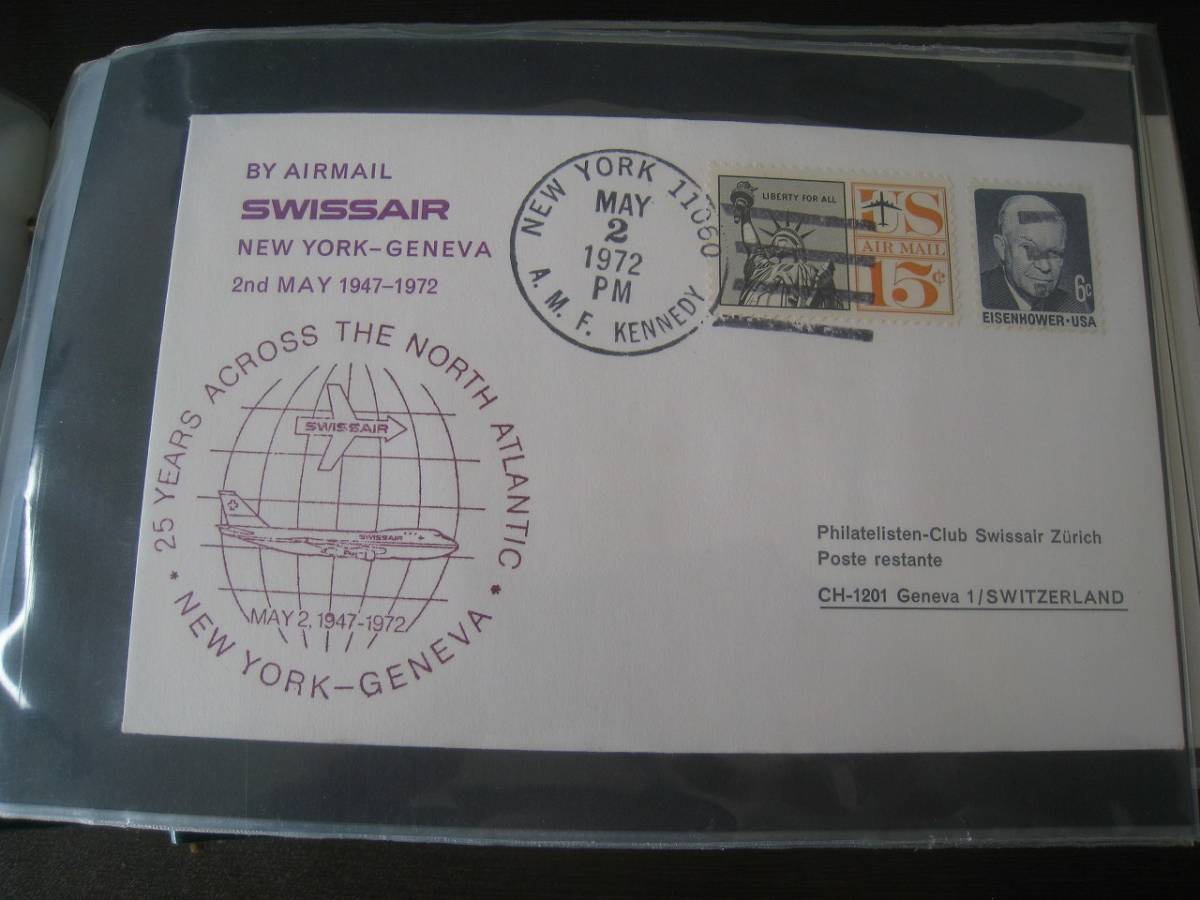 BY AIRMAIL
SWISSAIR
NEW YORK–GENEVA
2nd MAY 1947–1972
NEW YORK 11060
MAY
2
1972
PM
A. M. F. KENNEDY
LIBERTY FOR ALL
US
AIR MAIL
15¢
6c
EISENHOWER·USA
* 25 YEARS ACROSS THE NORTH ATLANTIC *
SWISSAIR
SWISSAIR
MAY 2, 1947-1972
NEW YORK–GENEVA
Philatelisten-Club Swissair Zürich
Poste restante
CH-1201 Geneva 1/SWITZERLAND